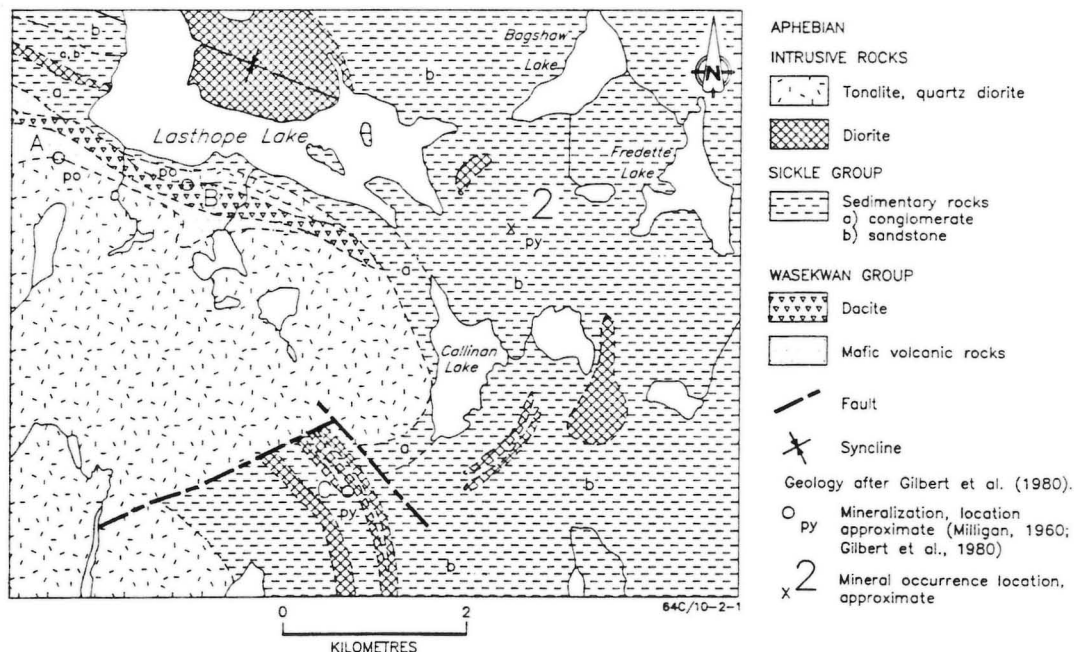 b
a,b
a
A
po
a
Lasthope Lake
po
B
Bagshaw
Lake
b
N
Fredette
Lake
2
x py
a
b
Callinan
Lake
a
py
b
b
0 2
KILOMETRES
64C/10-2-1
APHEBIAN
INTRUSIVE ROCKS
Tonalite, quartz diorite
Diorite
SICKLE GROUP
Sedimentary rocks
a) conglomerate
b) sandstone
WASEKWAN GROUP
Dacite
Mafic volcanic rocks
Fault
Syncline
Geology after Gilbert et al. (1980).
py Mineralization, location
approximate (Milligan, 1960;
Gilbert et al., 1980)
x 2 Mineral occurrence location,
approximate